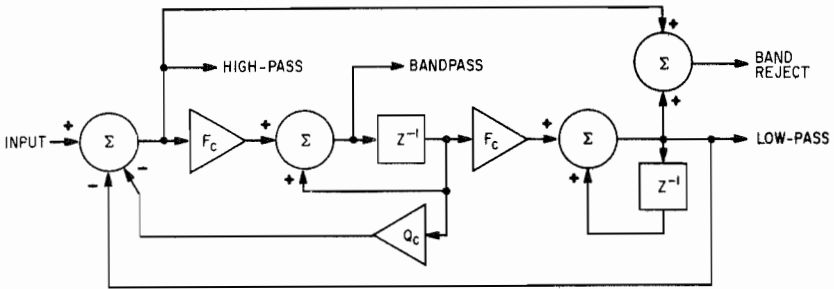 HIGH-PASS
BANDPASS
BAND
REJECT
INPUT
LOW-PASS
+
Σ
−
−
F_C
+
Σ
+
Z⁻¹
F_C
+
Σ
+
Z⁻¹
+
Σ
+
Q_C